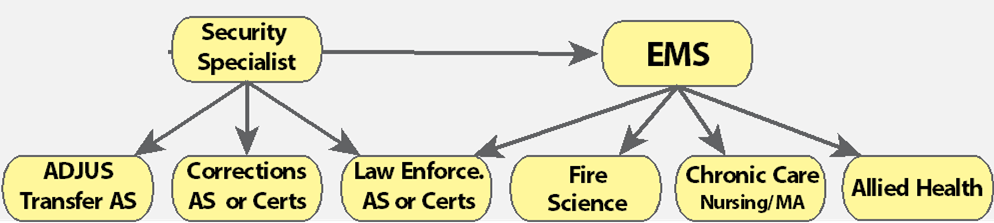 Security
Specialist
EMS
ADJUS
Transfer AS
Corrections
AS or Certs
Law Enforce.
AS or Certs
Fire
Science
Chronic Care
Nursing/MA
Allied Health